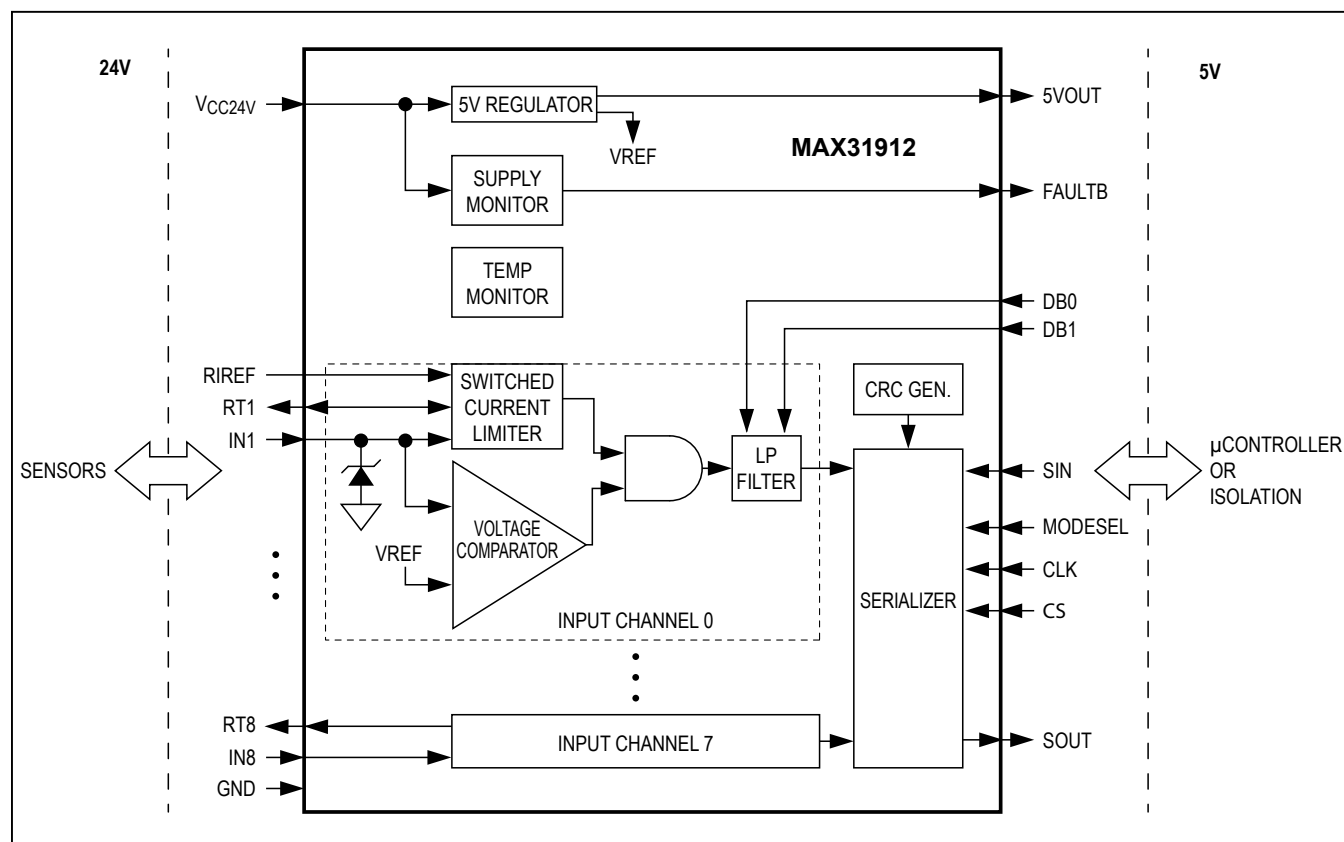 24V
5V
VCC24V
5V REGULATOR
5VOUT
VREF
MAX31912
SUPPLY
MONITOR
FAULTB
TEMP
MONITOR
DB0
DB1
RIREF
RT1
IN1
SWITCHED
CURRENT
LIMITER
CRC GEN.
LP
FILTER
SENSORS
VREF
VOLTAGE
COMPARATOR
INPUT CHANNEL 0
SERIALIZER
SIN
MODESEL
CLK
CS
µCONTROLLER
OR
ISOLATION
RT8
IN8
GND
INPUT CHANNEL 7
SOUT